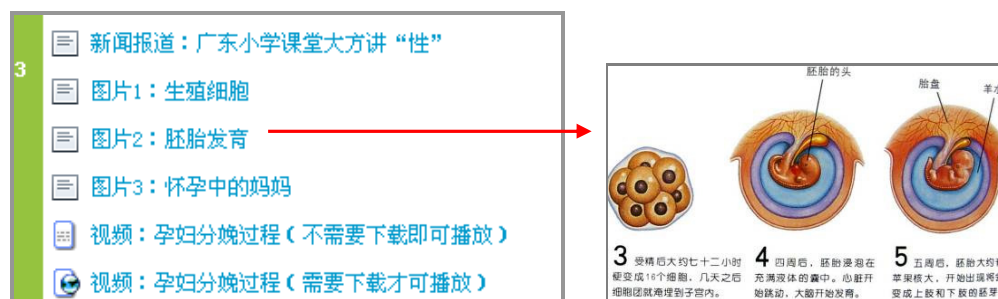 3
新闻报道：广东小学课堂大方讲“性”
图片1：生殖细胞
图片2：胚胎发育
图片3：怀孕中的妈妈
视频：孕妇分娩过程（不需要下载即可播放）
视频：孕妇分娩过程（需要下载才可播放）
胚胎的头
胎盘
羊水
3 受精后大约七十二小时
便变成16个细胞，几天之后
细胞团就淹埋到子宫内。
4 四周后，胚胎浸泡在
充满液体的囊中。心脏开
始跳动，大脑开始发育。
5 五周后，胚胎大约
苹果核大，开始出现将
变成上肢和下肢的胚芽